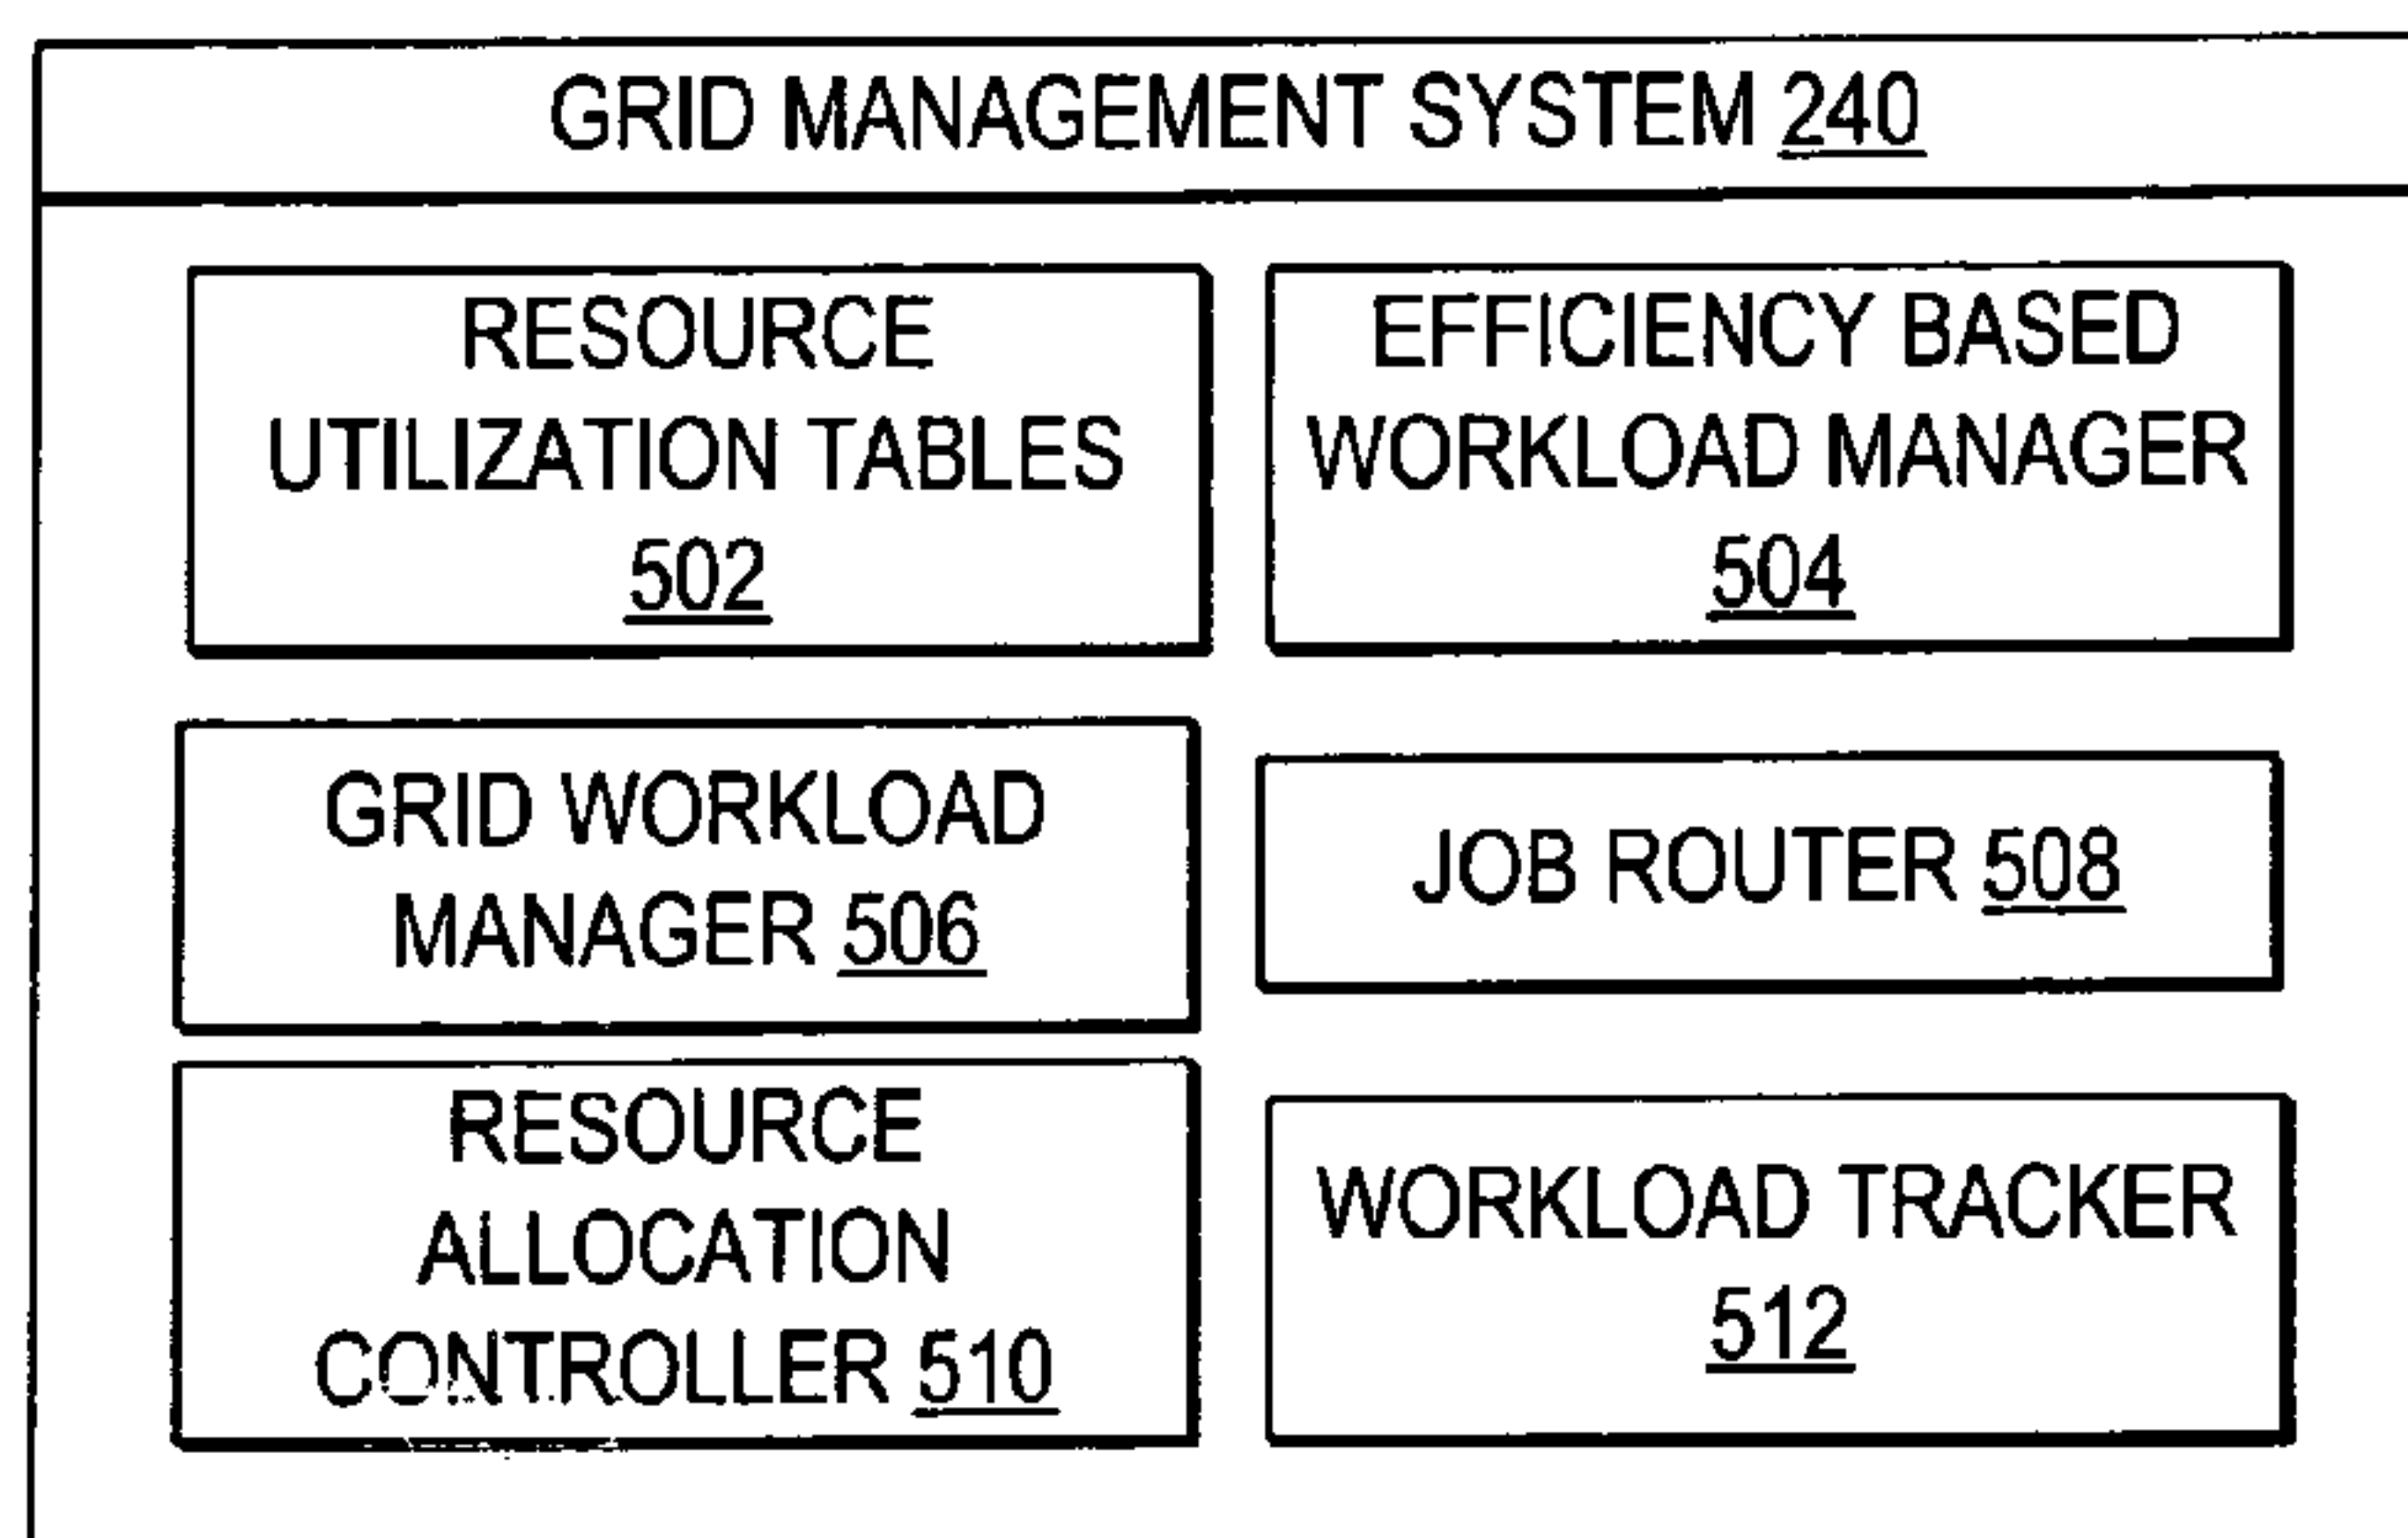 GRID MANAGEMENT SYSTEM 240
RESOURCE
UTILIZATION TABLES
502
EFFICIENCY BASED
WORKLOAD MANAGER
504
GRID WORKLOAD
MANAGER 506
JOB ROUTER 508
RESOURCE
ALLOCATION
CONTROLLER 510
WORKLOAD TRACKER
512